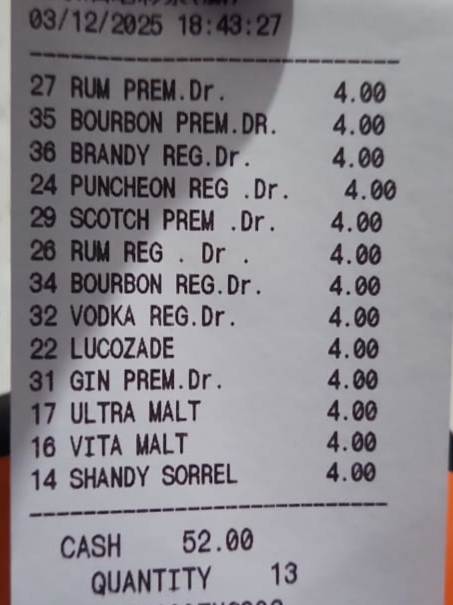 03/12/2025 18:43:27
27 RUM PREM.Dr. 4.00
35 BOURBON PREM.DR. 4.00
36 BRANDY REG.Dr. 4.00
24 PUNCHEON REG .Dr. 4.00
29 SCOTCH PREM .Dr. 4.00
26 RUM REG . Dr . 4.00
34 BOURBON REG.Dr. 4.00
32 VODKA REG.Dr. 4.00
22 LUCOZADE 4.00
31 GIN PREM.Dr. 4.00
17 ULTRA MALT 4.00
16 VITA MALT 4.00
14 SHANDY SORREL 4.00
CASH 52.00
QUANTITY 13